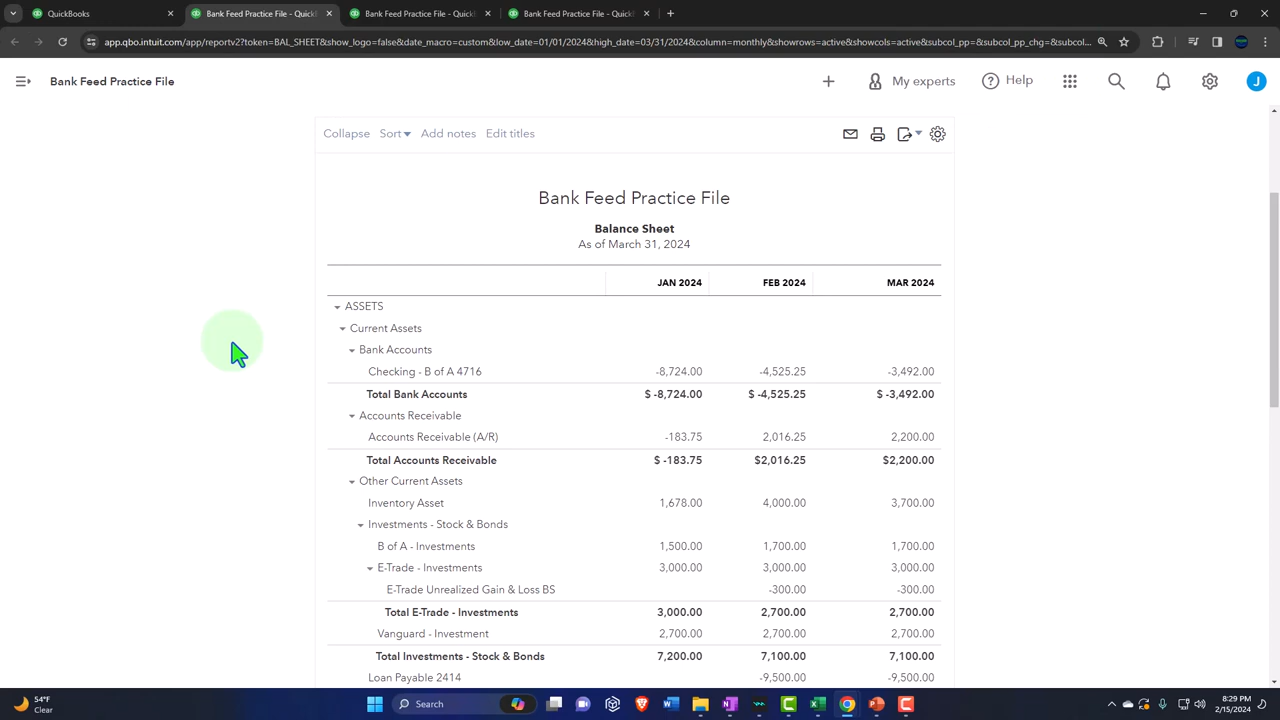 QuickBooks
Bank Feed Practice File - Quick
Bank Feed Practice File - Quick
Bank Feed Practice File - Quick
app.qbo.intuit.com/app/reportv2?token=BAL_SHEET&show_logo=false&date_macro=custom&low_date=01/01/2024&high_date=03/31/2024&column=monthly&showrows=active&showcols=active&subcol_pp=&subcol_pp_chg=&subcol...
Bank Feed Practice File
My experts
Help
J
Collapse Sort Add notes Edit titles
Bank Feed Practice File
Balance Sheet
As of March 31, 2024
JAN 2024 FEB 2024 MAR 2024
ASSETS
Current Assets
Bank Accounts
Checking - B of A 4716 -8,724.00 -4,525.25 -3,492.00
Total Bank Accounts $ -8,724.00 $ -4,525.25 $ -3,492.00
Accounts Receivable
Accounts Receivable (A/R) -183.75 2,016.25 2,200.00
Total Accounts Receivable $ -183.75 $2,016.25 $2,200.00
Other Current Assets
Inventory Asset 1,678.00 4,000.00 3,700.00
Investments - Stock & Bonds
B of A - Investments 1,500.00 1,700.00 1,700.00
E-Trade - Investments 3,000.00 3,000.00 3,000.00
E-Trade Unrealized Gain & Loss BS -300.00 -300.00
Total E-Trade - Investments 3,000.00 2,700.00 2,700.00
Vanguard - Investment 2,700.00 2,700.00 2,700.00
Total Investments - Stock & Bonds 7,200.00 7,100.00 7,100.00
Loan Payable 2414 -9,500.00 -9,500.00
54°F
Clear
Search
8:29 PM
2/15/2024